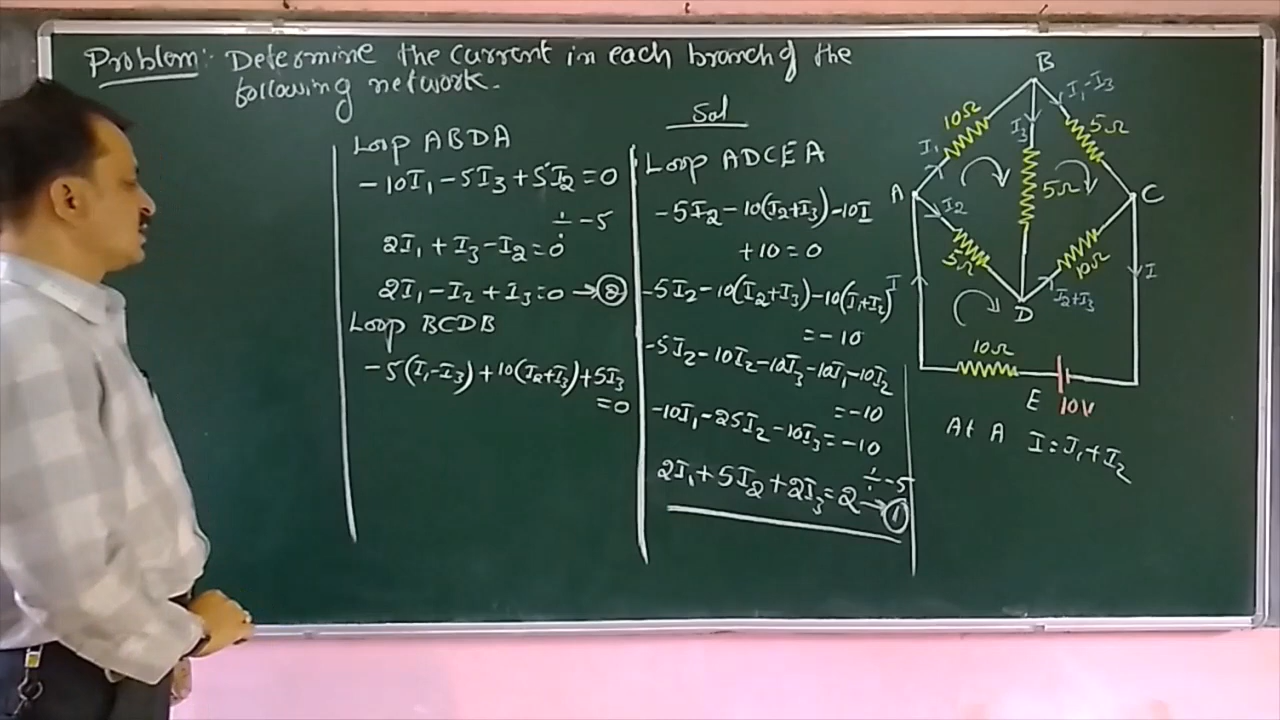 Problem: Determine the current in each branch of the
following network.
Sol
Loop ABDA
-10I₁ - 5I₃ + 5I₂ = 0
÷ -5
2I₁ + I₃ - I₂ = 0
2I₁ - I₂ + I₃ = 0 → ②
Loop BCDB
-5(I₁-I₃) + 10(I₂+I₃) + 5I₃
= 0
Loop ADCEA
-5I₂ - 10(I₂+I₃) - 10I
+ 10 = 0
-5I₂ - 10(I₂+I₃) - 10(I₁+I₂)
= -10
-5I₂ - 10I₂ - 10I₃ - 10I₁ - 10I₂
= -10
-10I₁ - 25I₂ - 10I₃ = -10
÷ -5
2I₁ + 5I₂ + 2I₃ = 2 → ①
B
I₁-I₃
10Ω
5Ω
I₁
I₃
A
5Ω
C
I₂
5Ω
10Ω
I
I
I₂+I₃
D
10Ω
E
10V
At A I = I₁ + I₂